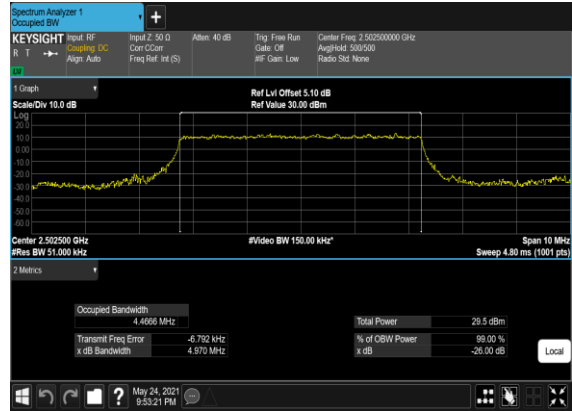 Spectrum Analyzer 1
Occupied BW
+
KEYSIGHT Input: RF Input Z: 50 Ω Atten: 40 dB Trig: Free Run Center Freq: 2.502500000 GHz
R T Coupling: DC Corr CCorr Gate: Off Avg|Hold: 500/500
Align: Auto Freq Ref: Int (S) #IF Gain: Low Radio Std: None
1 Graph
Ref Lvl Offset 5.10 dB
Scale/Div 10.0 dB Ref Value 30.00 dBm
Log
20.0
10.0
0.00
-10.0
-20.0
-30.0
-40.0
-50.0
-60.0
Center 2.502500 GHz #Video BW 150.00 kHz* Span 10 MHz
#Res BW 51.000 kHz Sweep 4.80 ms (1001 pts)
2 Metrics
Occupied Bandwidth
4.4666 MHz
Total Power 29.5 dBm
Transmit Freq Error -6.792 kHz % of OBW Power 99.00 %
x dB Bandwidth 4.970 MHz x dB -26.00 dB
Local
? May 24, 2021
9:53:21 PM